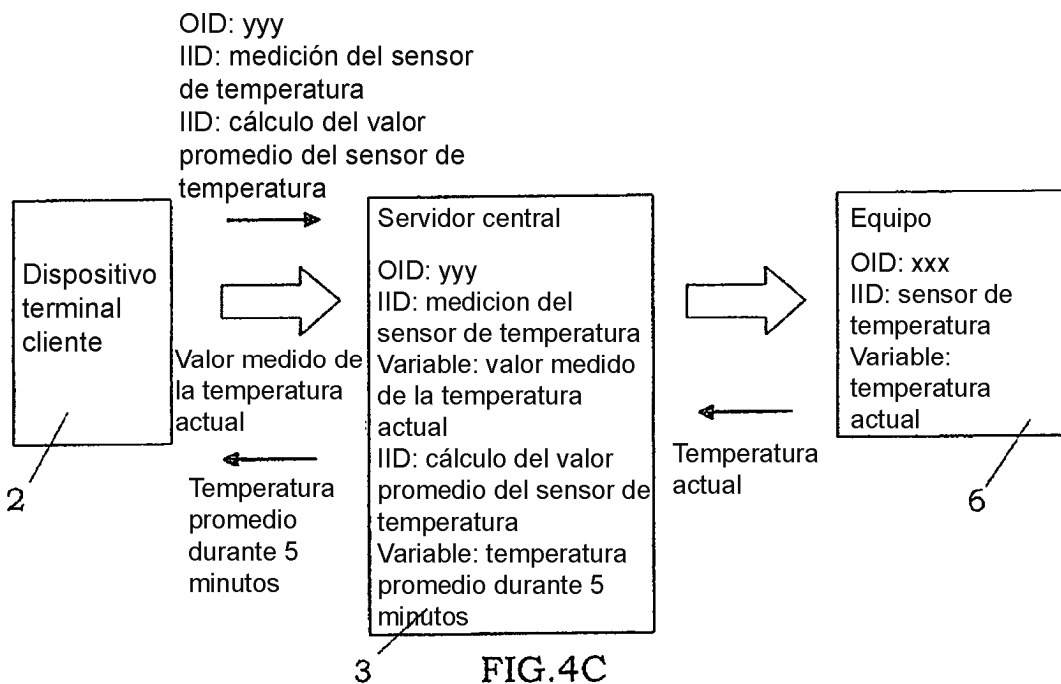 OID: yyy
IID: medición del sensor
de temperatura
IID: cálculo del valor
promedio del sensor de
temperatura
Dispositivo
terminal
cliente
2
Valor medido de
la temperatura
actual
Temperatura
promedio
durante 5
minutos
Servidor central
OID: yyy
IID: medicion del
sensor de temperatura
Variable: valor medido
de la temperatura
actual
IID: cálculo del valor
promedio del sensor de
temperatura
Variable: temperatura
promedio durante 5
minutos
3
Temperatura
actual
Equipo
OID: xxx
IID: sensor de
temperatura
Variable:
temperatura
actual
6
FIG.4C